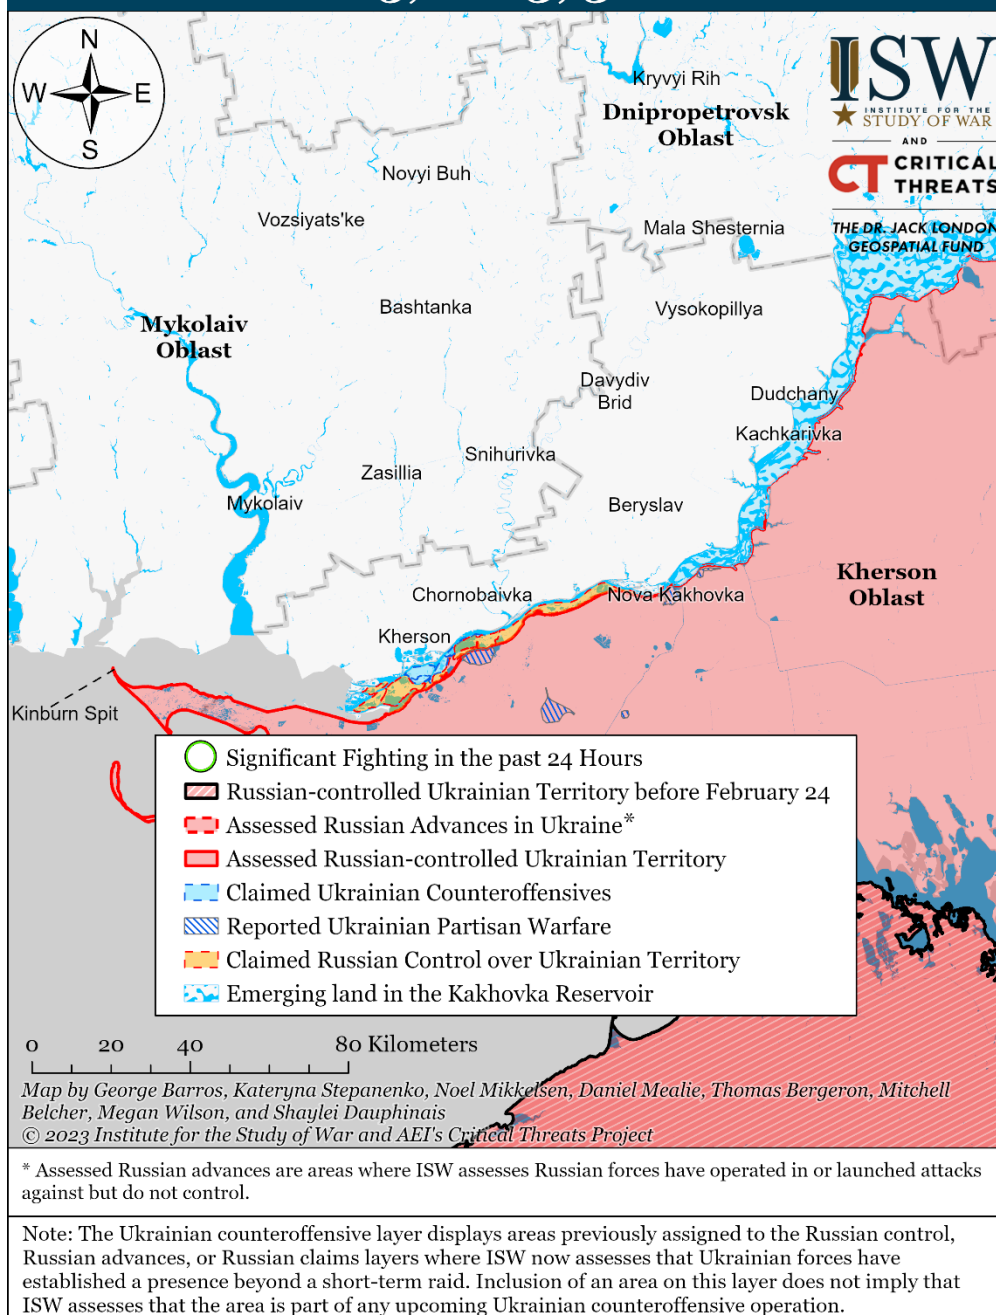 N
W E
S
ISW
INSTITUTE FOR THE
STUDY OF WAR
AND
CT CRITICAL
THREATS
THE DR. JACK LONDON
GEOSPATIAL FUND
Kryvyi Rih
Dnipropetrovsk
Oblast
Novyi Buh
Vozsiyats'ke
Mala Shesternia
Bashtanka
Vysokopillya
Mykolaiv
Oblast
Davydiv
Brid
Dudchany
Kachkarivka
Snihurivka
Zasillia
Mykolaiv
Beryslav
Kherson
Oblast
Chornobaivka
Nova Kakhovka
Kherson
Kinburn Spit
Significant Fighting in the past 24 Hours
Russian-controlled Ukrainian Territory before February 24
Assessed Russian Advances in Ukraine*
Assessed Russian-controlled Ukrainian Territory
Claimed Ukrainian Counteroffensives
Reported Ukrainian Partisan Warfare
Claimed Russian Control over Ukrainian Territory
Emerging land in the Kakhovka Reservoir
0 20 40 80 Kilometers
Map by George Barros, Kateryna Stepanenko, Noel Mikkelsen, Daniel Mealie, Thomas Bergeron, Mitchell
Belcher, Megan Wilson, and Shaylei Dauphinais
© 2023 Institute for the Study of War and AEI's Critical Threats Project
* Assessed Russian advances are areas where ISW assesses Russian forces have operated in or launched attacks
against but do not control.
Note: The Ukrainian counteroffensive layer displays areas previously assigned to the Russian control,
Russian advances, or Russian claims layers where ISW now assesses that Ukrainian forces have
established a presence beyond a short-term raid. Inclusion of an area on this layer does not imply that
ISW assesses that the area is part of any upcoming Ukrainian counteroffensive operation.